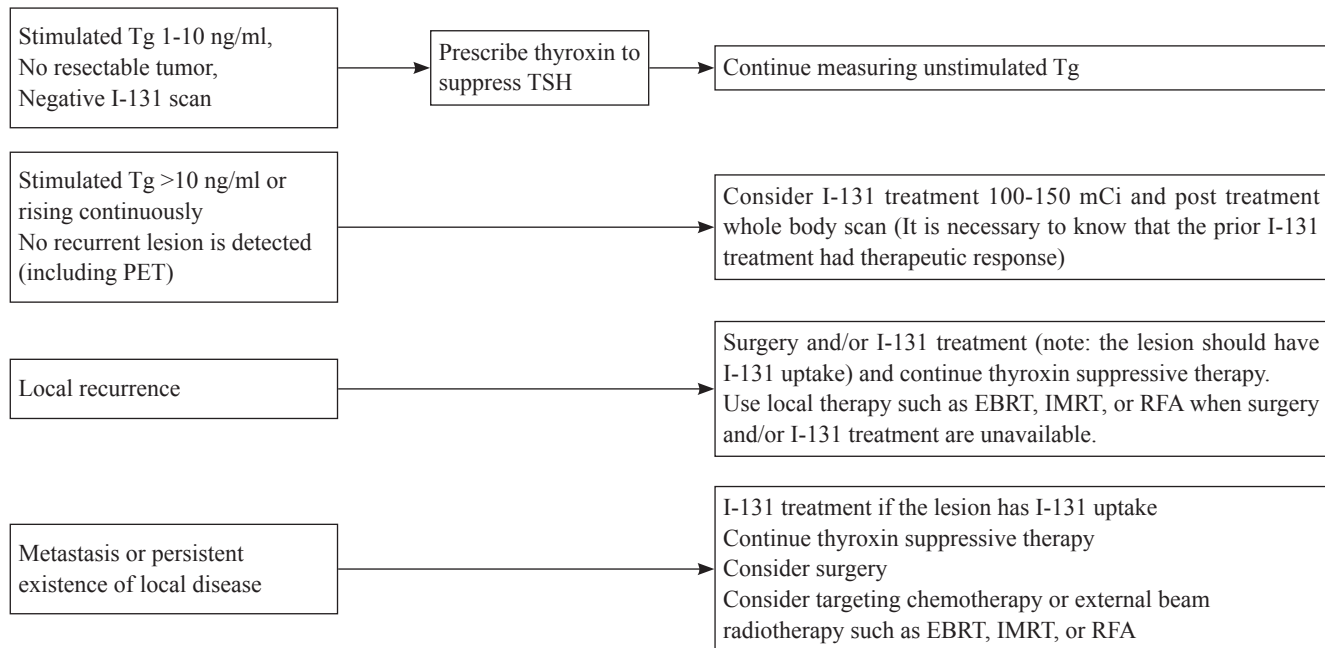 Stimulated Tg 1-10 ng/ml,
No resectable tumor,
Negative I-131 scan
Prescribe thyroxin to
suppress TSH
Continue measuring unstimulated Tg
Stimulated Tg >10 ng/ml or
rising continuously
No recurrent lesion is detected
(including PET)
Consider I-131 treatment 100-150 mCi and post treatment
whole body scan (It is necessary to know that the prior I-131
treatment had therapeutic response)
Local recurrence
Surgery and/or I-131 treatment (note: the lesion should have
I-131 uptake) and continue thyroxin suppressive therapy.
Use local therapy such as EBRT, IMRT, or RFA when surgery
and/or I-131 treatment are unavailable.
Metastasis or persistent
existence of local disease
I-131 treatment if the lesion has I-131 uptake
Continue thyroxin suppressive therapy
Consider surgery
Consider targeting chemotherapy or external beam
radiotherapy such as EBRT, IMRT, or RFA